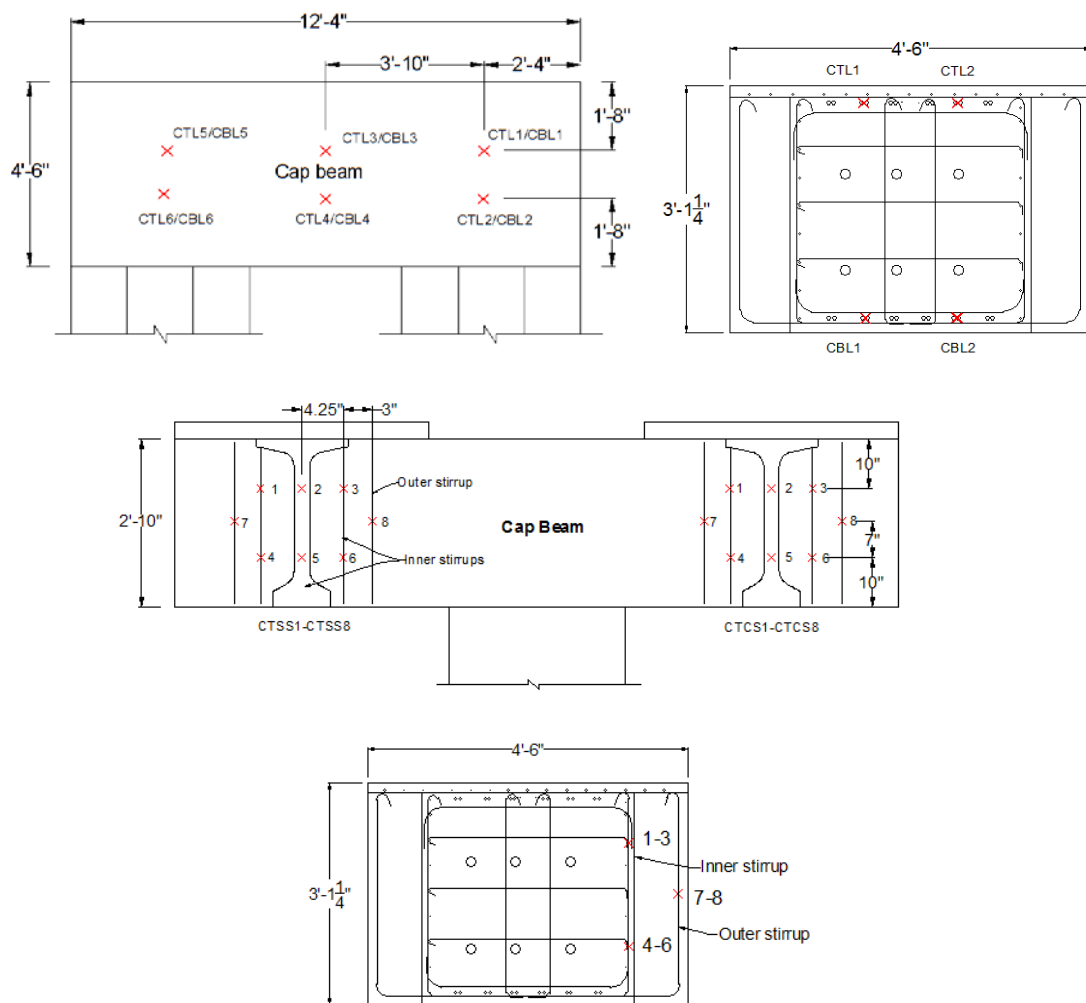 12'-4"
3'-10"
2'-4"
4'-6"
1'-8"
CTL5/CBL5
CTL3/CBL3
CTL1/CBL1
Cap beam
CTL6/CBL6
CTL4/CBL4
CTL2/CBL2
1'-8"
4'-6"
CTL1
CTL2
3'-1 1/4"
CBL1
CBL2
4.25"
3"
2'-10"
1
2
3
Outer stirrup
7
8
Cap Beam
4
5
6
Inner stirrups
CTSS1-CTSS8
1
2
3
10"
7
8
7"
4
5
6
10"
CTCS1-CTCS8
4'-6"
3'-1 1/4"
1-3
Inner stirrup
7-8
4-6
Outer stirrup